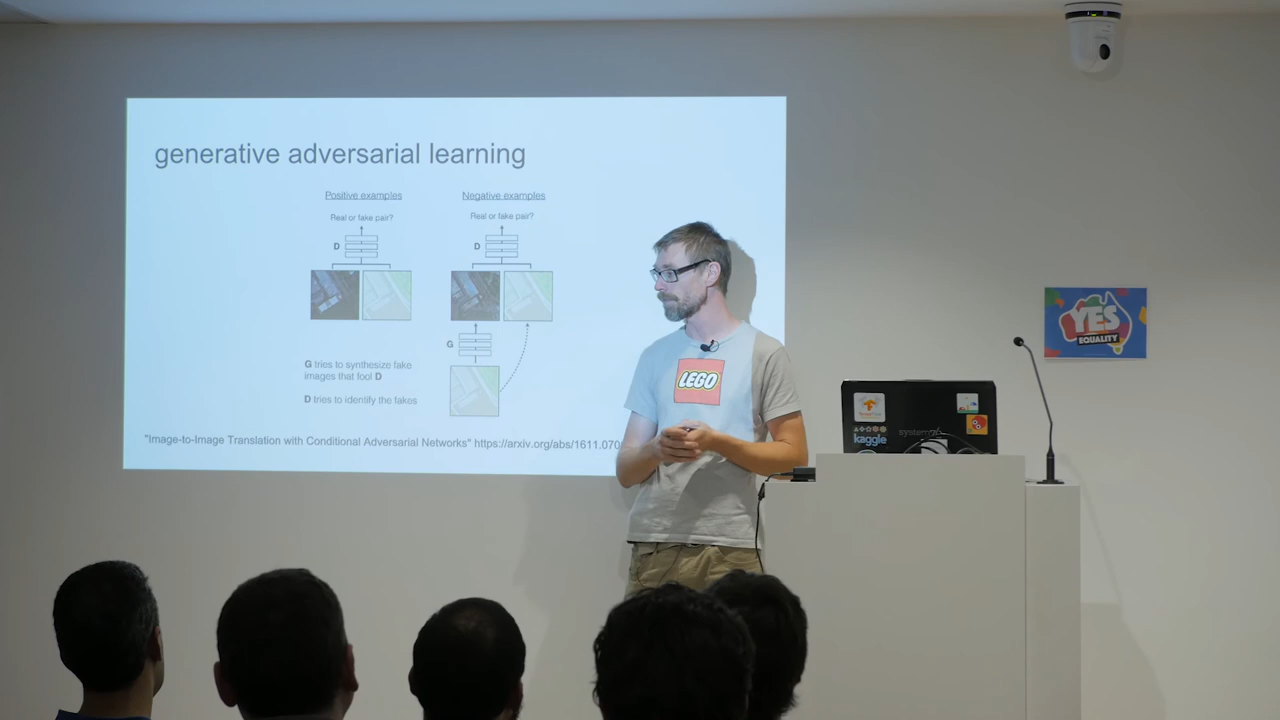 generative adversarial learning
Positive examples
Negative examples
Real or fake pair?
Real or fake pair?
D
D
G
G tries to synthesize fake
images that fool D
D tries to identify the fakes
"Image-to-Image Translation with Conditional Adversarial Networks" https://arxiv.org/abs/1611.070
LEGO
YES
EQUALITY
kaggle